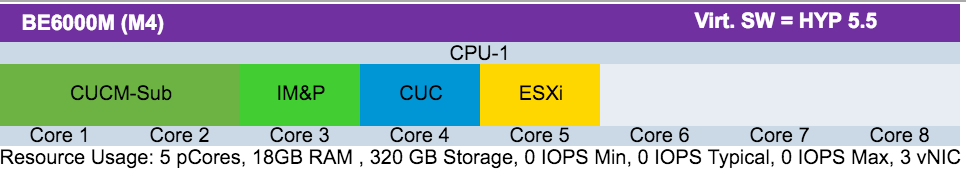 BE6000M (M4) Virt. SW = HYP 5.5
CPU-1
CUCM-Sub IM&P CUC ESXi
Core 1 Core 2 Core 3 Core 4 Core 5 Core 6 Core 7 Core 8
Resource Usage: 5 pCores, 18GB RAM , 320 GB Storage, 0 IOPS Min, 0 IOPS Typical, 0 IOPS Max, 3 vNIC